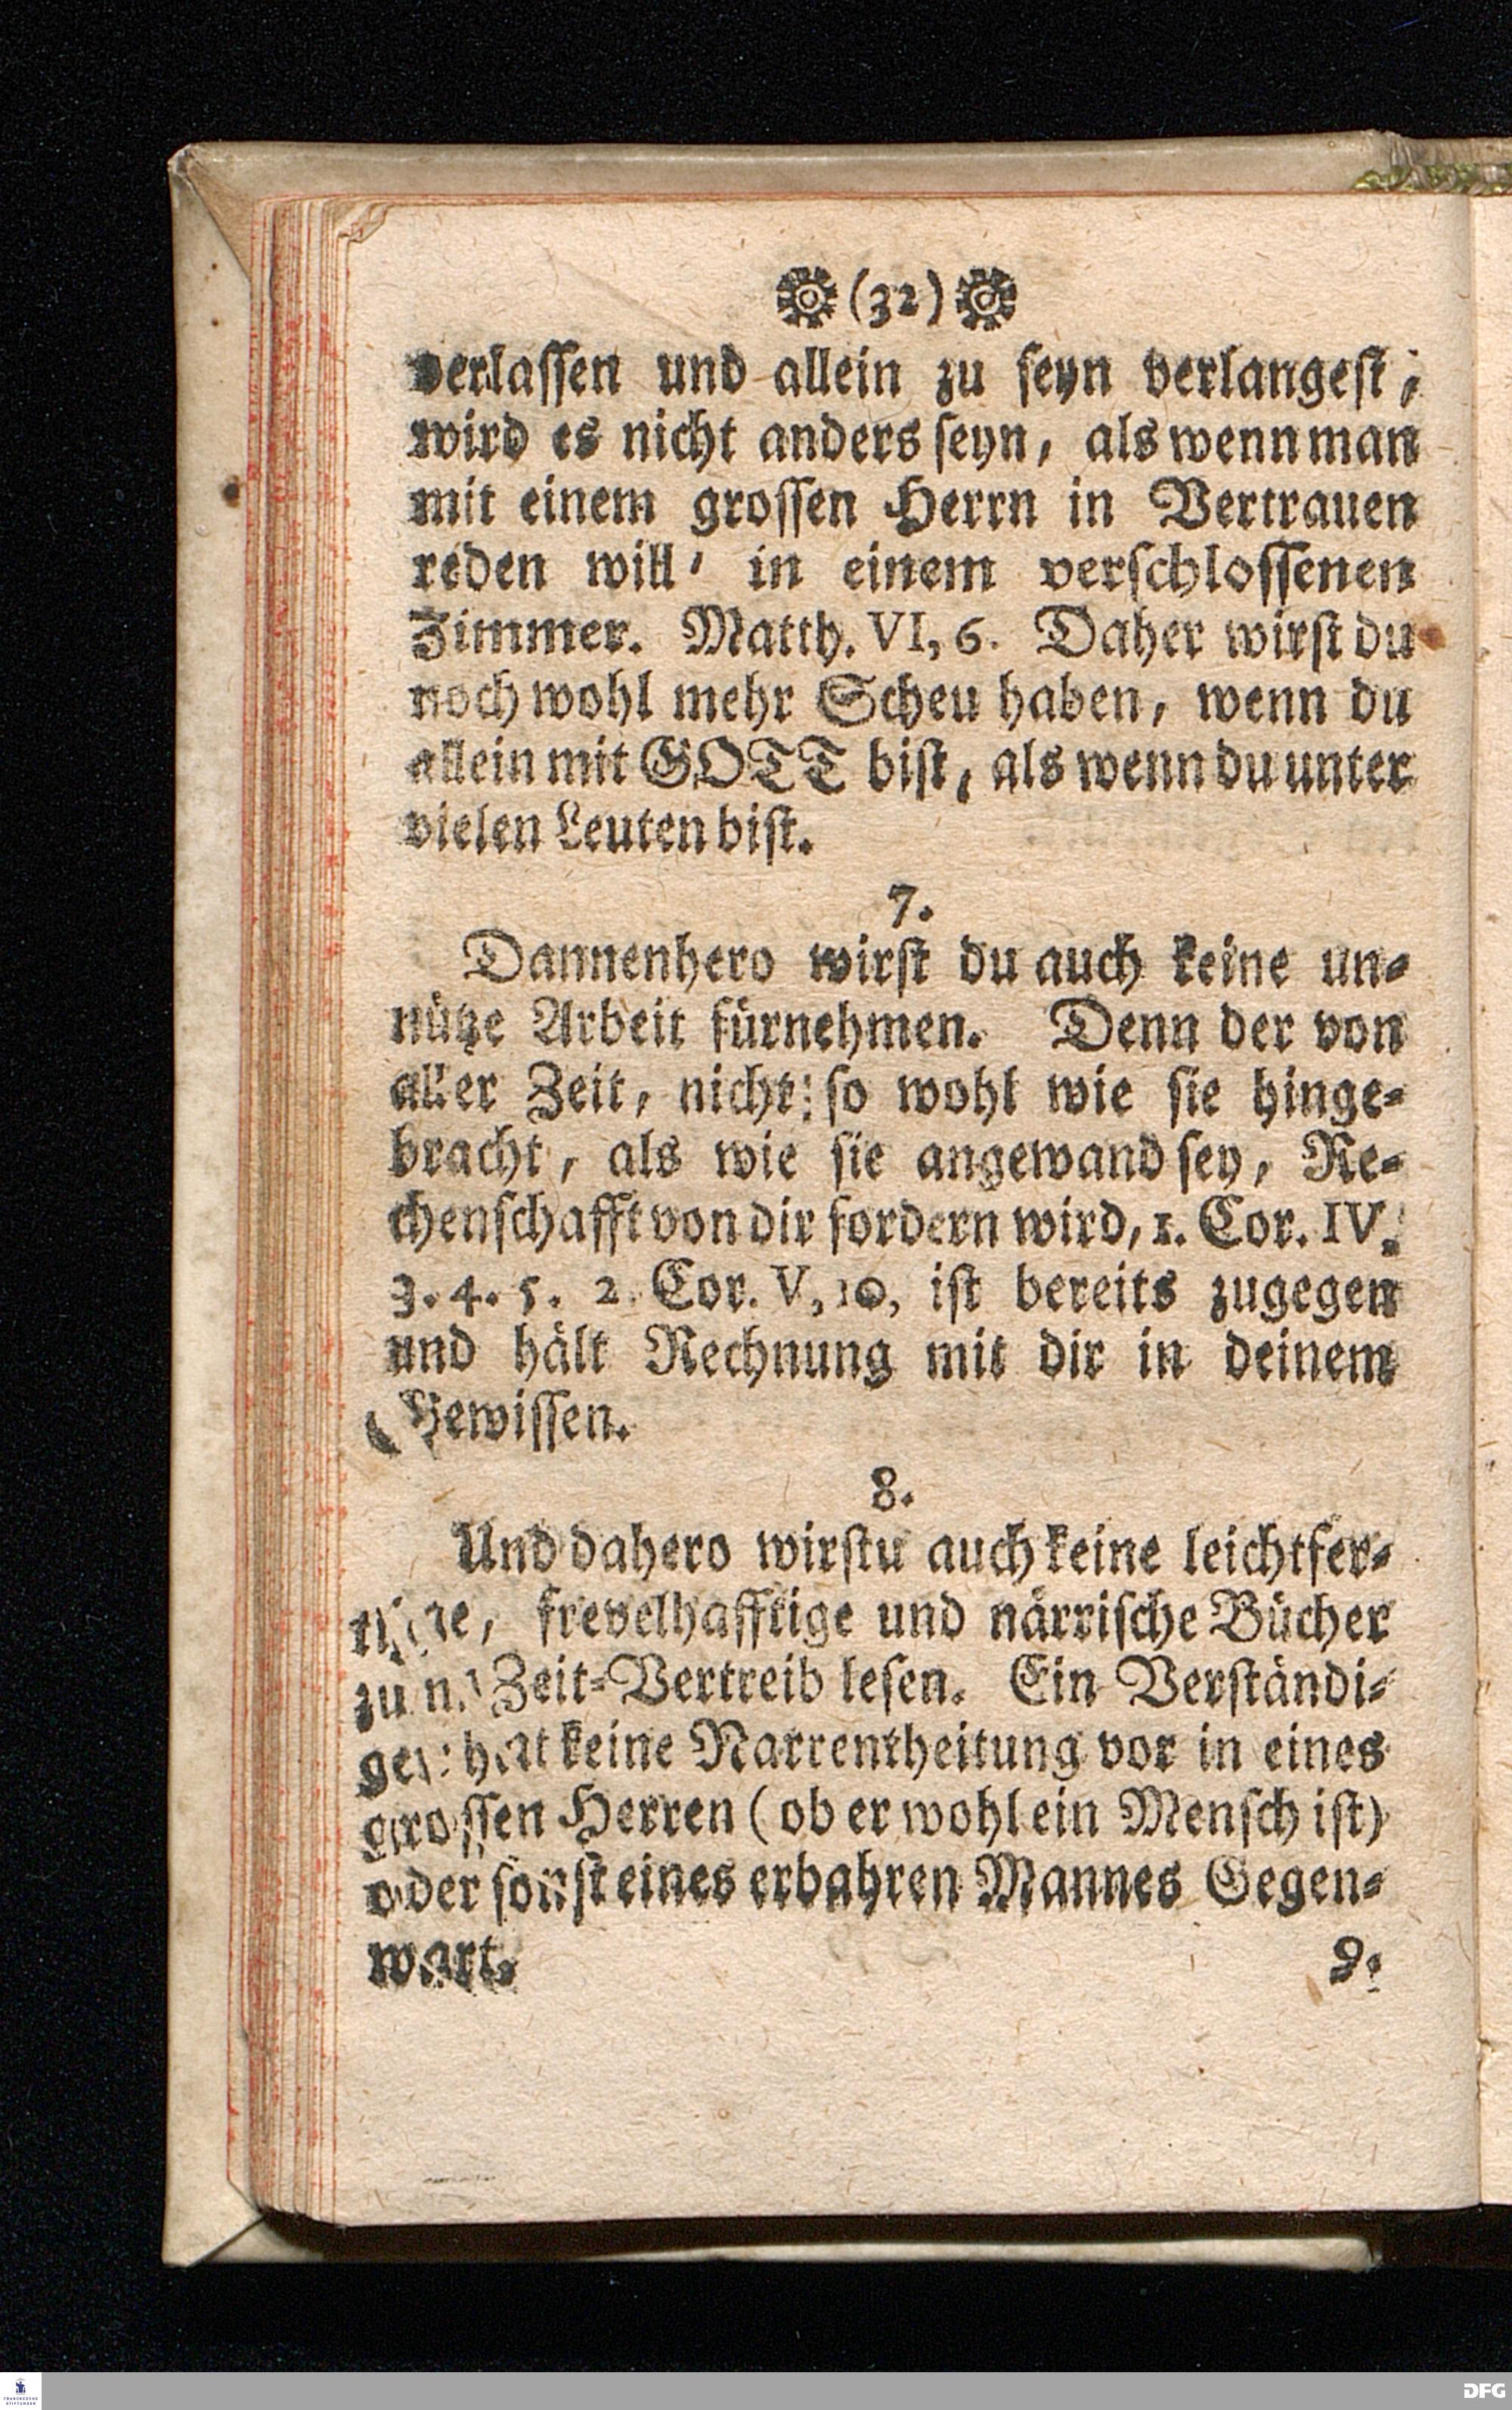 (32)
verlassen und allein zu seyn verlangest,
wird es nicht anders seyn, als wenn man
mit einem grossen Herrn in Vertrauen
reden will, in einem verschlossenen
Zimmer. Matth. VI, 6. Daher wirst du
noch wohl mehr Scheu haben, wenn du
allein mit GOTT bist, als wenn du unter
vielen Leuten bist.
7.
Dannenhero wirst du auch keine un-
nütze Arbeit fürnehmen. Denn der von
aller Zeit, nicht so wohl wie sie hinge-
bracht, als wie sie angewand sey, Re-
chenschafft von dir fordern wird, 1. Cor. IV.
3. 4. 5. 2. Cor. V, 10, ist bereits zugegen
und hält Rechnung mit dir in deinem
Gewissen.
8.
Und dahero wirstu auch keine leichtfer-
tige, frevelhafftige und närrische Bücher
zum Zeit-Vertreib lesen. Ein Verständi-
ger hat keine Narrentheitung vor in eines
grossen Herren (ob er wohl ein Mensch ist)
oder sonst eines erbahren Mannes Gegen-
wart.
9.
FRANCKESCHE
STIFTUNGEN
DFG